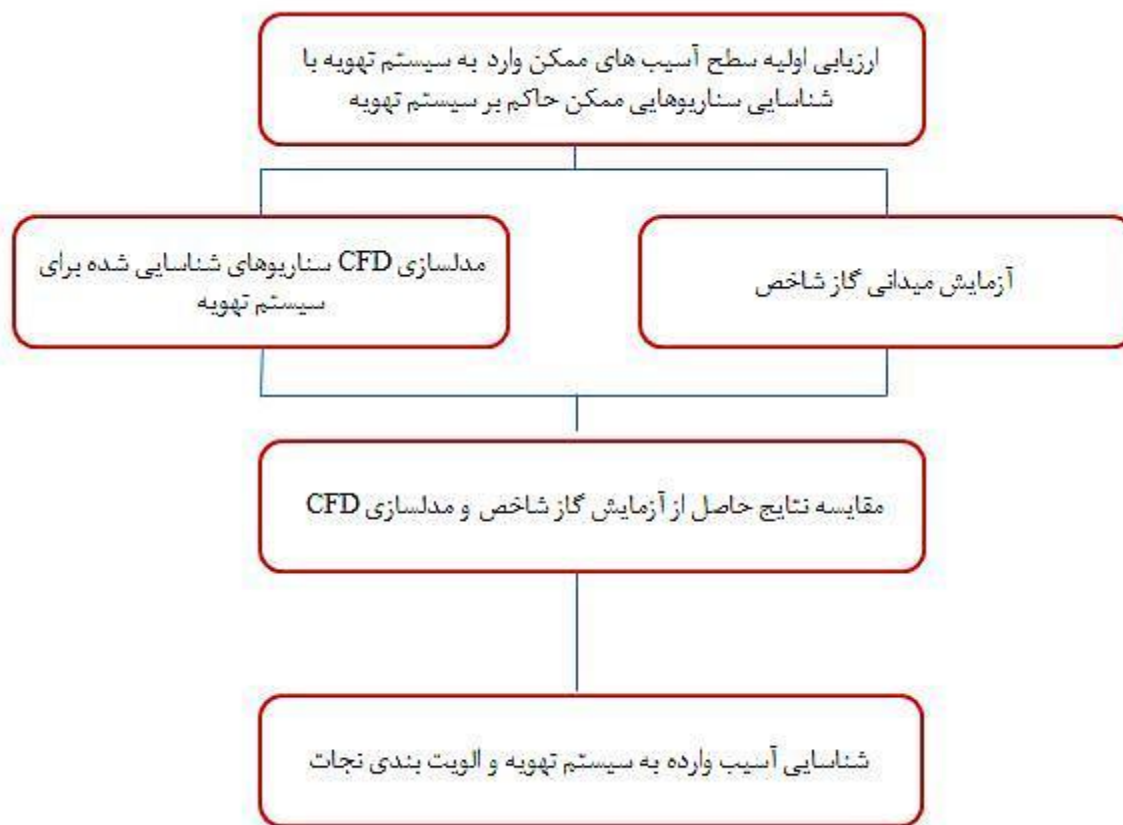 ارزیابی اولیه سطح آسیب های ممکن وارد به سیستم تهویه با
شناسایی سناریوهایی ممکن حاکم بر سیستم تهویه
آزمایش میدانی گاز شاخص
مدلسازی CFD سناریوهای شناسایی شده برای
سیستم تهویه
مقایسه نتایج حاصل از آزمایش گاز شاخص و مدلسازی CFD
شناسایی آسیب وارده به سیستم تهویه و الویت بندی نجات